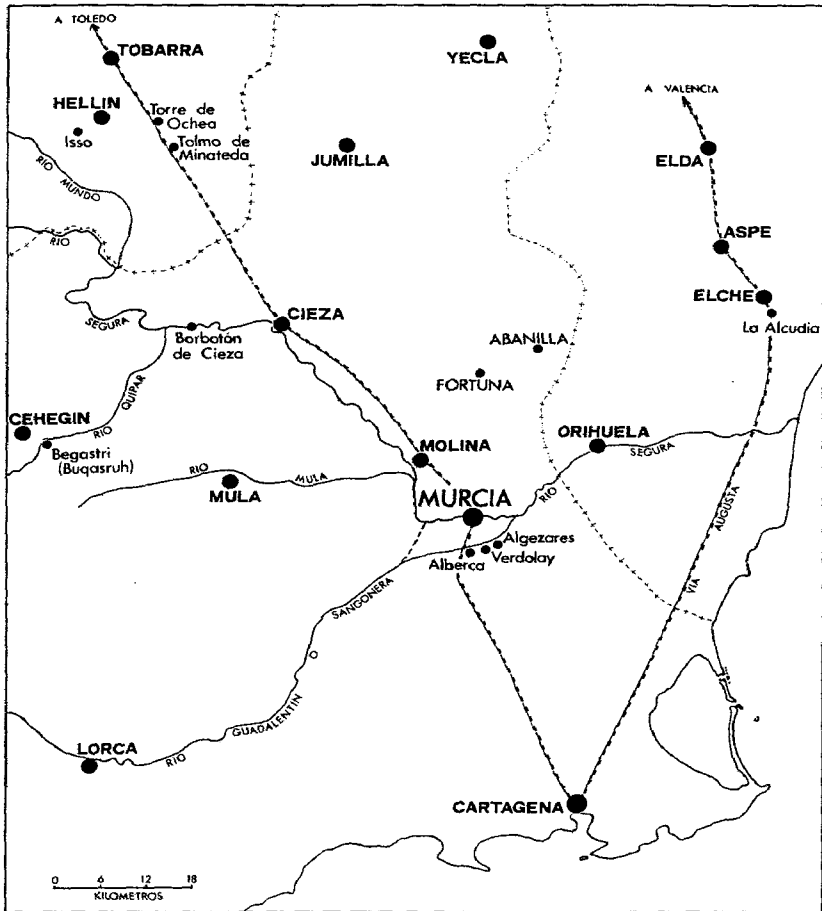 A TOLEDO
TOBARRA
YECLA
HELLIN
Isso
Torre de
Ochea
Tolmo de
Minateda
JUMILLA
A VALENCIA
ELDA
RIO
MUNDO
RIO
ASPE
ELCHE
La Alcudia
SEGURA
CIEZA
Borbotón
de Cieza
ABANILLA
FORTUNA
RIO
QUIPAR
CEHEGIN
Begastri
(Buqasruh)
MOLINA
ORIHUELA
SEGURA
RIO
RIO
MULA
MULA
MURCIA
Algezares
Verdolay
Alberca
VIA
AUGUSTA
SANGONERA
O
GUADALENTIN
RIO
LORCA
CARTAGENA
0 6 12 18
KILOMETROS